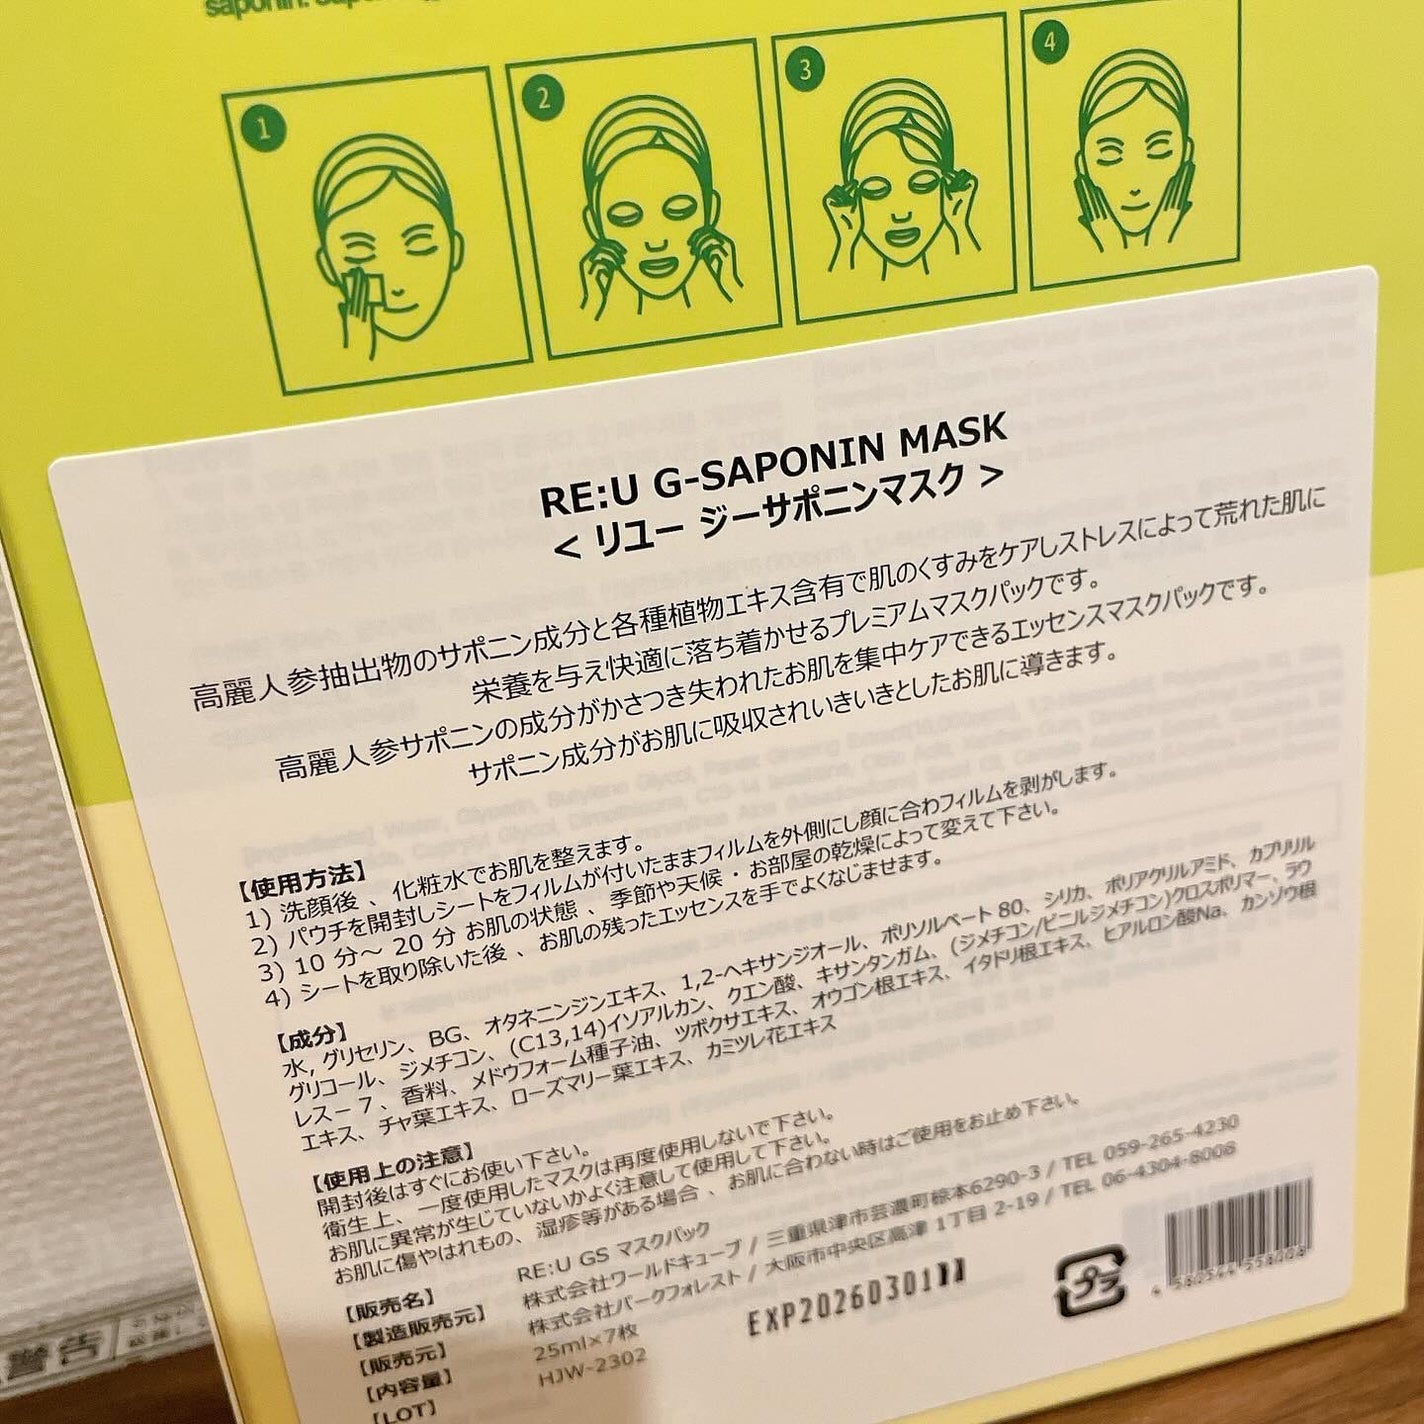 saponin.
1
2
3
4
RE:U G-SAPONIN MASK
< リユー ジーサポニンマスク >
高麗人参抽出物のサポニン成分と各種植物エキス含有で肌のくすみをケアしストレスによって荒れた肌に
栄養を与え快適に落ち着かせるプレミアムマスクパックです。
高麗人参サポニンの成分がかさつき失われたお肌を集中ケアできるエッセンスマスクパックです。
サポニン成分がお肌に吸収されいきいきとしたお肌に導きます。
【使用方法】
1) 洗顔後 、化粧水でお肌を整えます。
2) パウチを開封しシートをフィルムが付いたままフィルムを外側にし顔に合わフィルムを剥がします。
3) 10 分～ 20 分 お肌の状態 、季節や天候・お部屋の乾燥によって変えて下さい。
4) シートを取り除いた後 、お肌の残ったエッセンスを手でよくなじませます。
【成分】
水, グリセリン、BG、オタネニンジンエキス、1,2-ヘキサンジオール、ポリソルベート 80、シリカ、ポリアクリルアミド、カプリリル
グリコール、ジメチコン、(C13,14)イソアルカン、クエン酸、キサンタンガム、(ジメチコン/ビニルジメチコン)クロスポリマー、ラウ
レス－7、香料、メドウフォーム種子油、ツボクサエキス、オウゴン根エキス、イタドリ根エキス、ヒアルロン酸Na、カンゾウ根
エキス、チャ葉エキス、ローズマリー葉エキス、カミツレ花エキス
【使用上の注意】
開封後はすぐにお使い下さい。
衛生上、一度使用したマスクは再度使用しないで下さい。
お肌に異常が生じていないかよく注意して使用して下さい。
お肌に傷やはれもの、湿疹等がある場合 、お肌に合わない時はご使用をお止め下さい。
【販売名】 RE:U GS マスクパック
【製造販売元】 株式会社ワールドキューブ / 三重県津市芸濃町椋本6290-3 / TEL 059-265-4230
【販売元】 株式会社パークフォレスト / 大阪市中央区高津 1丁目 2-19 / TEL 06-4304-8008
【内容量】 25ml×7枚
【LOT】 HJW-2302
EXP20260301
プラ
4 580544 558008
警告